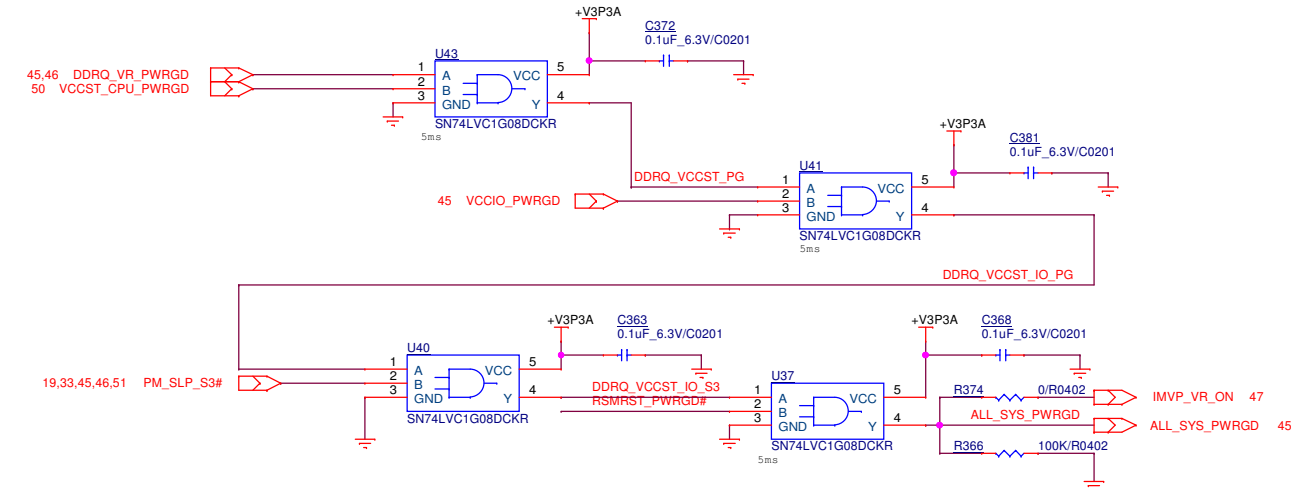 +V3P3A
C372
0.1uF_6.3V/C0201
U43
45,46 DDRQ_VR_PWRGD
1 A VCC 5
50 VCCST_CPU_PWRGD
2 B
3 GND Y 4
SN74LVC1G08DCKR
5ms
+V3P3A
C381
0.1uF_6.3V/C0201
U41
DDRQ_VCCST_PG
1 A VCC 5
45 VCCIO_PWRGD
2 B
3 GND Y 4
SN74LVC1G08DCKR
5ms
DDRQ_VCCST_IO_PG
+V3P3A
C363
0.1uF_6.3V/C0201
+V3P3A
C368
0.1uF_6.3V/C0201
U40
1 A VCC 5
19,33,45,46,51 PM_SLP_S3#
2 B
3 GND Y 4
SN74LVC1G08DCKR
DDRQ_VCCST_IO_S3
RSMRST_PWRGD#
U37
1 A VCC 5
2 B
3 GND Y 4
SN74LVC1G08DCKR
5ms
R374 0/R0402
IMVP_VR_ON 47
ALL_SYS_PWRGD
ALL_SYS_PWRGD 45
R366 100K/R0402